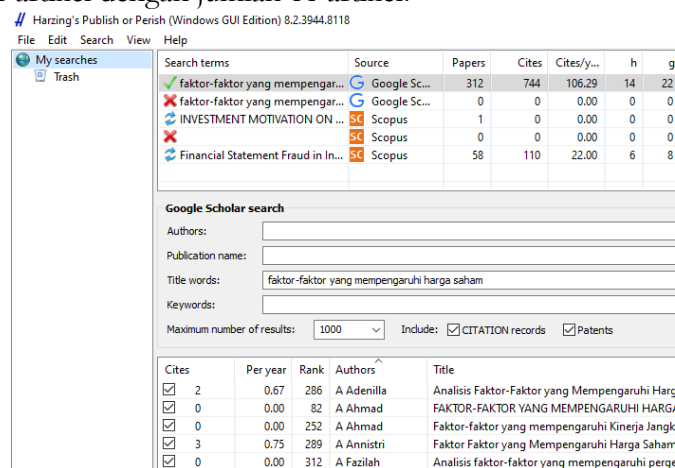 artikel dengan jumlah
Harzing's Publish or Perish (Windows GUI Edition) 8.2.3944.8118
File Edit Search View Help
My searches
Trash
Search terms Source Papers Cites Cites/y... h g
faktor-faktor yang mempengar... Google Sc... 312 744 106.29 14 22
faktor-faktor yang mempengar... Google Sc... 0 0 0.00 0 0
INVESTMENT MOTIVATION ON ... SC Scopus 1 0 0.00 0 0
SC Scopus 0 0 0.00 0 0
Financial Statement Fraud in In... SC Scopus 58 110 22.00 6 8
Google Scholar search
Authors:
Publication name:
Title words: faktor-faktor yang mempengaruhi harga saham
Keywords:
Maximum number of results: 1000 Include: CITATION records Patents
Cites Per year Rank Authors Title
2 0.67 286 A Adenilla Analisis Faktor-Faktor yang Mempengaruhi Harg
0 0.00 82 A Ahmad FAKTOR-FAKTOR YANG MEMPENGARUHI HARGA
0 0.00 252 A Ahmad Faktor-faktor yang mempengaruhi Kinerja Jangk
3 0.75 289 A Annistri Faktor Faktor yang Mempengaruhi Harga Saham
0 0.00 312 A Fazilah Analisis faktor-faktor yang mempengaruhi perge